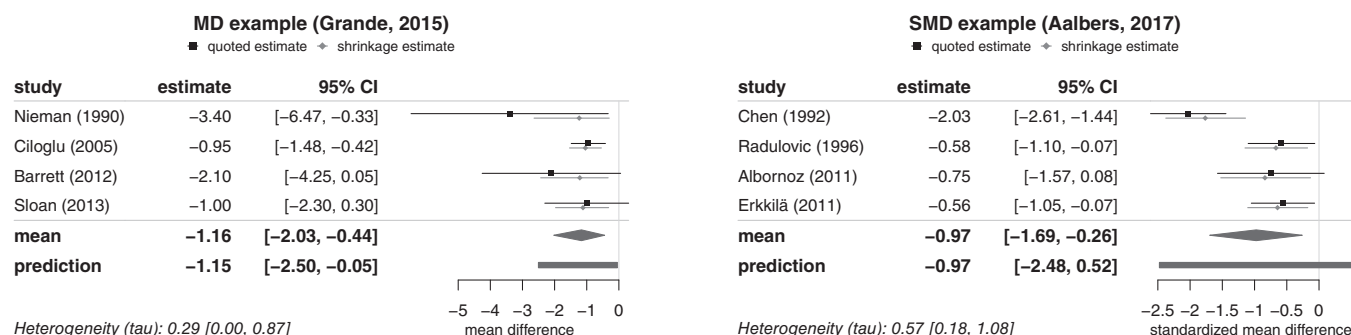 MD example (Grande, 2015)
quoted estimate shrinkage estimate
study estimate 95% CI
Nieman (1990) −3.40 [−6.47, −0.33]
Ciloglu (2005) −0.95 [−1.48, −0.42]
Barrett (2012) −2.10 [−4.25, 0.05]
Sloan (2013) −1.00 [−2.30, 0.30]
mean −1.16 [−2.03, −0.44]
prediction −1.15 [−2.50, −0.05]
−5 −4 −3 −2 −1 0
Heterogeneity (tau): 0.29 [0.00, 0.87] mean difference
SMD example (Aalbers, 2017)
quoted estimate shrinkage estimate
study estimate 95% CI
Chen (1992) −2.03 [−2.61, −1.44]
Radulovic (1996) −0.58 [−1.10, −0.07]
Albornoz (2011) −0.75 [−1.57, 0.08]
Erkkilä (2011) −0.56 [−1.05, −0.07]
mean −0.97 [−1.69, −0.26]
prediction −0.97 [−2.48, 0.52]
−2.5 −2 −1.5 −1 −0.5 0
Heterogeneity (tau): 0.57 [0.18, 1.08] standardized mean difference